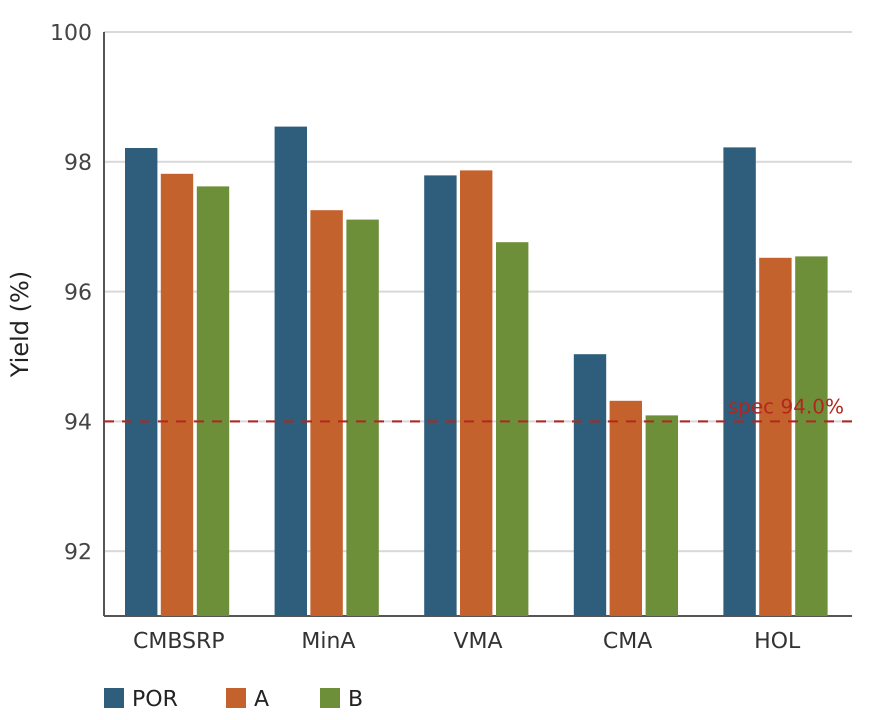 100
98
96
94
92
Yield (%)
spec 94.0%
CMBSRP MinA VMA CMA HOL
POR A B